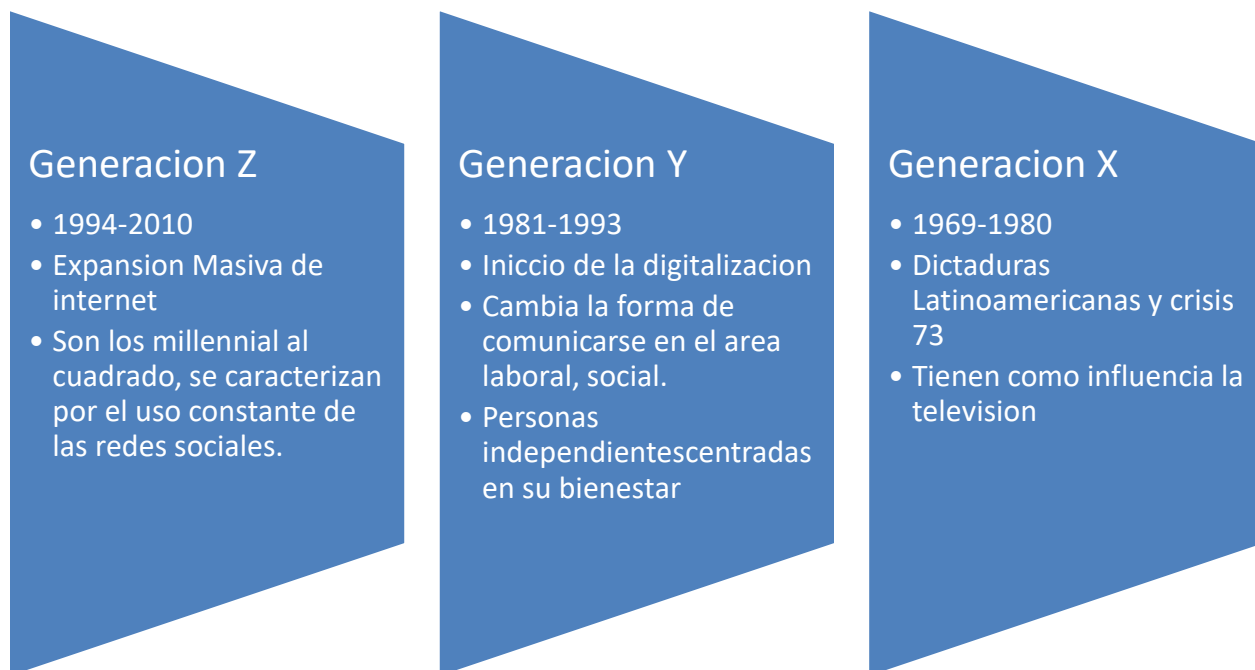 Generacion Z
• 1994-2010
• Expansion Masiva de
internet
• Son los millennial al
cuadrado, se caracterizan
por el uso constante de
las redes sociales.
Generacion Y
• 1981-1993
• Iniccio de la digitalizacion
• Cambia la forma de
comunicarse en el area
laboral, social.
• Personas
independientescentradas
en su bienestar
Generacion X
• 1969-1980
• Dictaduras
Latinoamericanas y crisis
73
• Tienen como influencia la
television